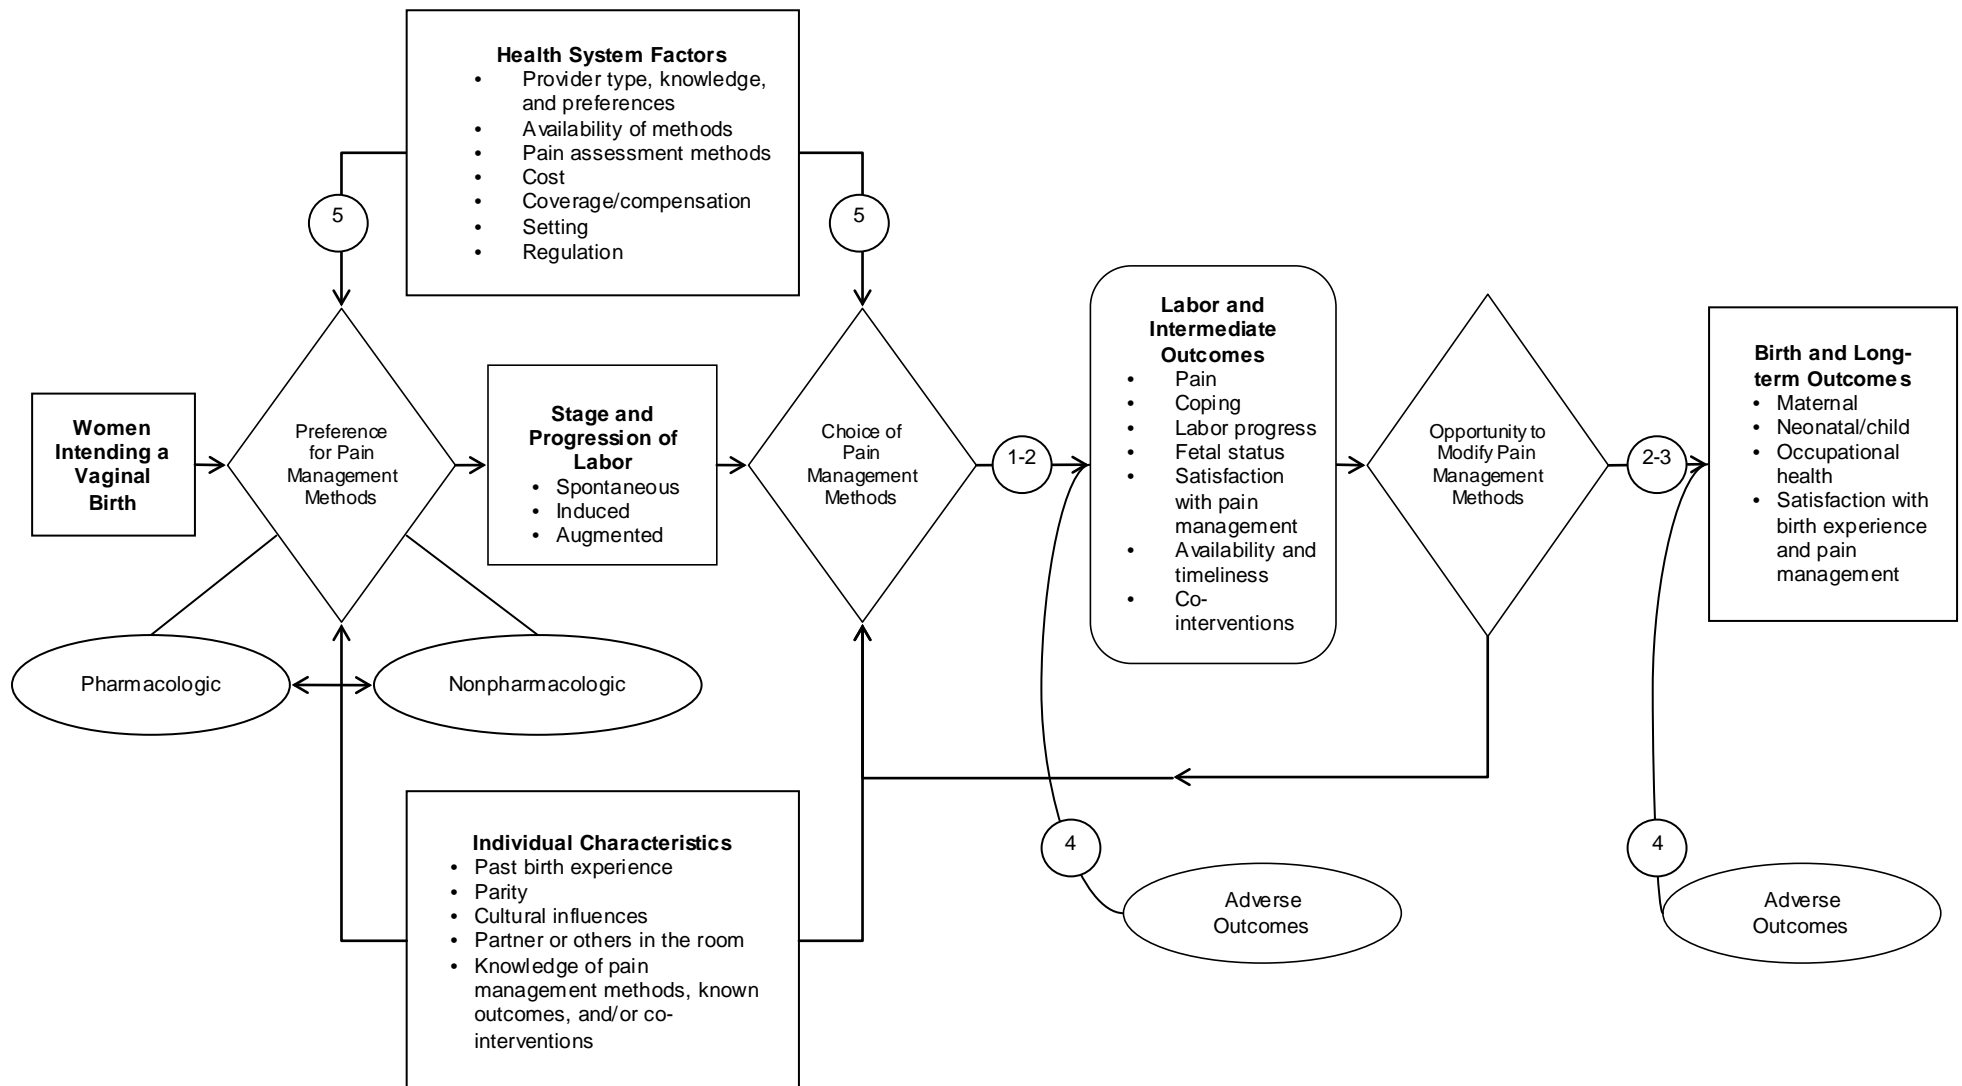 Health System Factors
• Provider type, knowledge,
and preferences
• Availability of methods
• Pain assessment methods
• Cost
• Coverage/compensation
• Setting
• Regulation
5
5
Women
Intending a
Vaginal
Birth
Preference
for Pain
Management
Methods
Stage and
Progression of
Labor
• Spontaneous
• Induced
• Augmented
Choice of
Pain
Management
Methods
1-2
Labor and
Intermediate
Outcomes
• Pain
• Coping
• Labor progress
• Fetal status
• Satisfaction
with pain
management
• Availability and
timeliness
• Co-
interventions
Opportunity to
Modify Pain
Management
Methods
2-3
Birth and Long-
term Outcomes
• Maternal
• Neonatal/child
• Occupational
health
• Satisfaction with
birth experience
and pain
management
Pharmacologic
Nonpharmacologic
Individual Characteristics
• Past birth experience
• Parity
• Cultural influences
• Partner or others in the room
• Knowledge of pain
management methods, known
outcomes, and/or co-
interventions
4
Adverse
Outcomes
4
Adverse
Outcomes